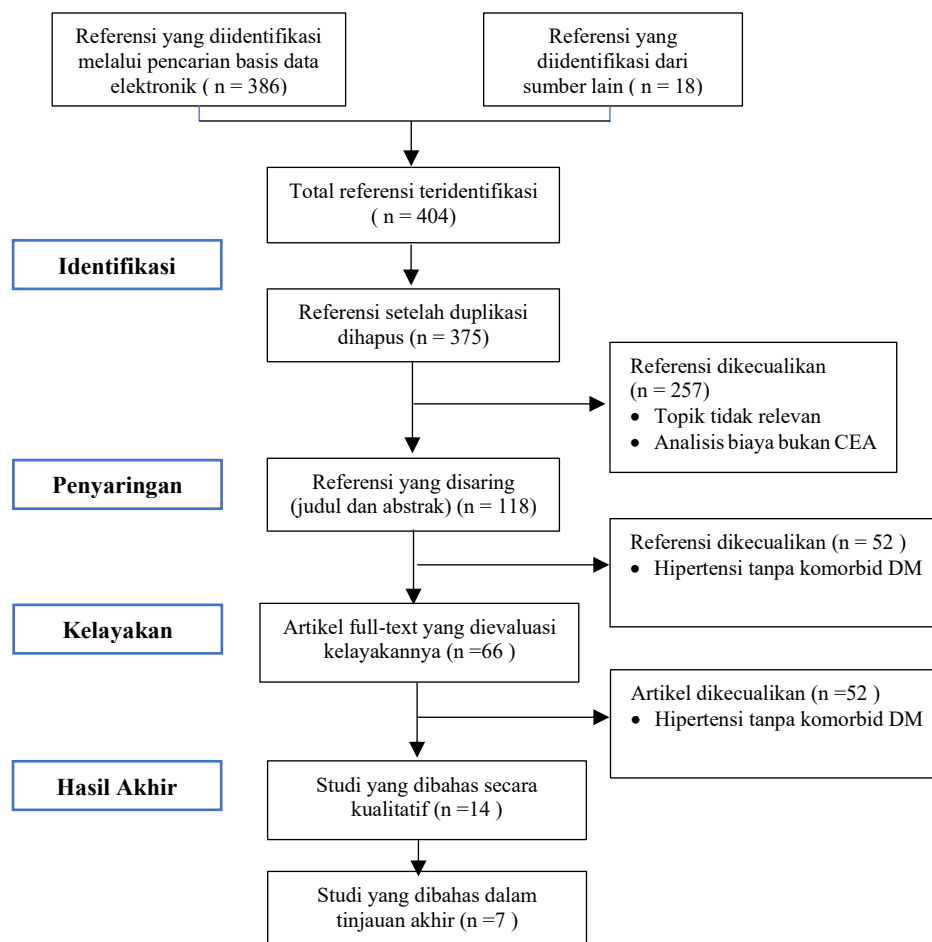 Referensi yang diidentifikasi
melalui pencarian basis data
elektronik ( n = 386)
Referensi yang
diidentifikasi dari
sumber lain ( n = 18)
Total referensi teridentifikasi
( n = 404)
Identifikasi
Referensi setelah duplikasi
dihapus (n = 375)
Referensi dikecualikan
(n = 257)
• Topik tidak relevan
• Analisis biaya bukan CEA
Penyaringan
Referensi yang disaring
(judul dan abstrak) (n = 118)
Referensi dikecualikan (n = 52 )
• Hipertensi tanpa komorbid DM
Kelayakan
Artikel full-text yang dievaluasi
kelayakannya (n =66 )
Artikel dikecualikan (n =52 )
• Hipertensi tanpa komorbid DM
Hasil Akhir
Studi yang dibahas secara
kualitatif (n =14 )
Studi yang dibahas dalam
tinjauan akhir (n =7 )